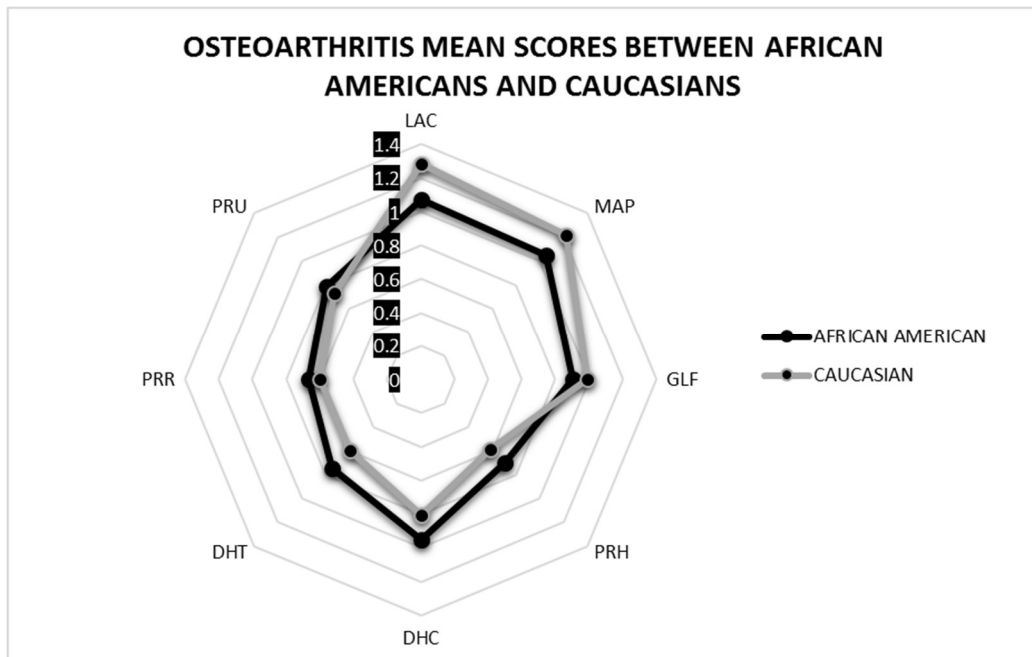 OSTEOARTHRITIS MEAN SCORES BETWEEN AFRICAN
AMERICANS AND CAUCASIANS
LAC
1.4
1.2
1
0.8
0.6
0.4
0.2
0
PRU
MAP
PRR
GLF
DHT
PRH
DHC
AFRICAN AMERICAN
CAUCASIAN